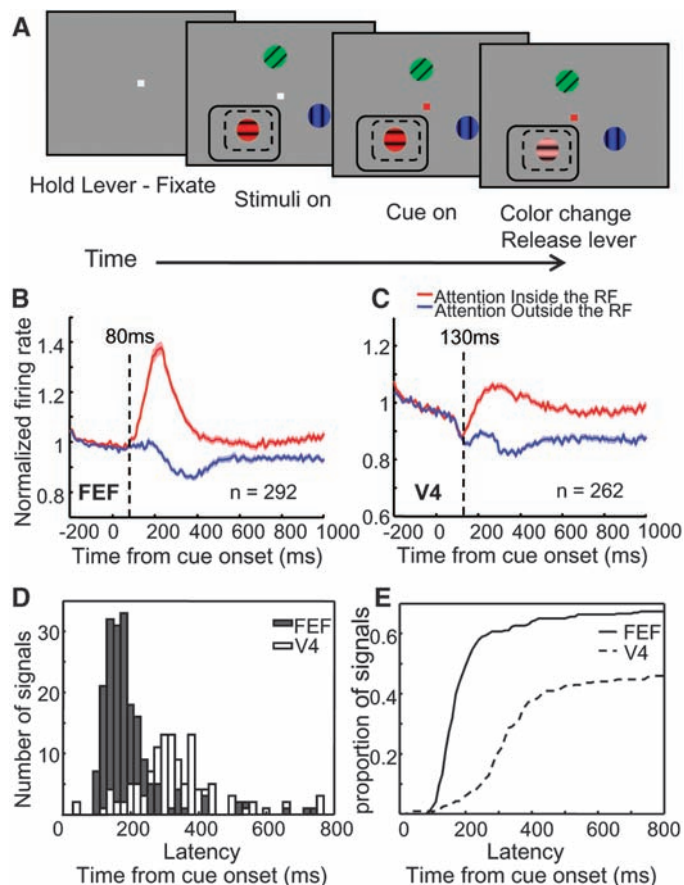 A
Hold Lever - Fixate
Stimuli on
Cue on
Color change
Release lever
Time
B
C
Attention Inside the RF
Attention Outside the RF
80ms
130ms
Normalized firing rate
1.4
1.2
1
0.8
FEF
n = 292
-200 0 200 400 600 800 1000
Time from cue onset (ms)
1.2
1.0
0.8
0.6
V4
n = 262
-200 0 200 400 600 800 1000
Time from cue onset (ms)
D
FEF
V4
Number of signals
30
20
10
0 200 400 600 800
Latency
Time from cue onset (ms)
E
FEF
V4
proportion of signals
0.6
0.4
0.2
0
0 200 400 600 800
Latency
Time from cue onset (ms)